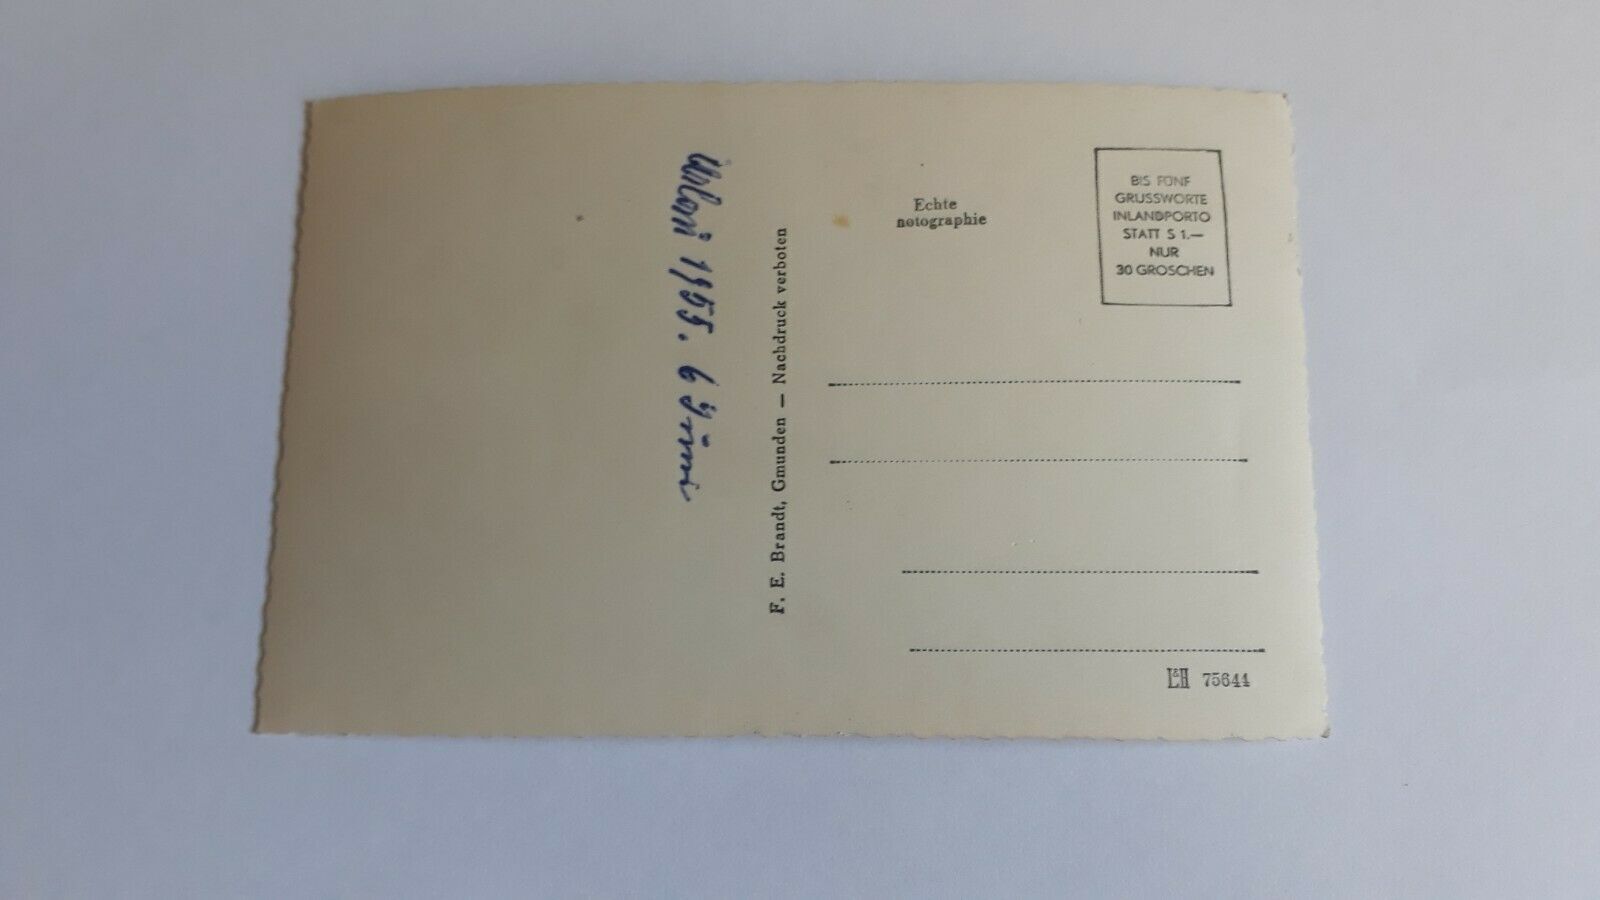 1955. 6 Juni
F. E. Brandt, Gmunden — Nachdruck verboten
Echte
notographie
BIS FÜNF
GRUSSWORTE
INLANDPORTO
STATT S 1.—
NUR
30 GROSCHEN
L&H 75644